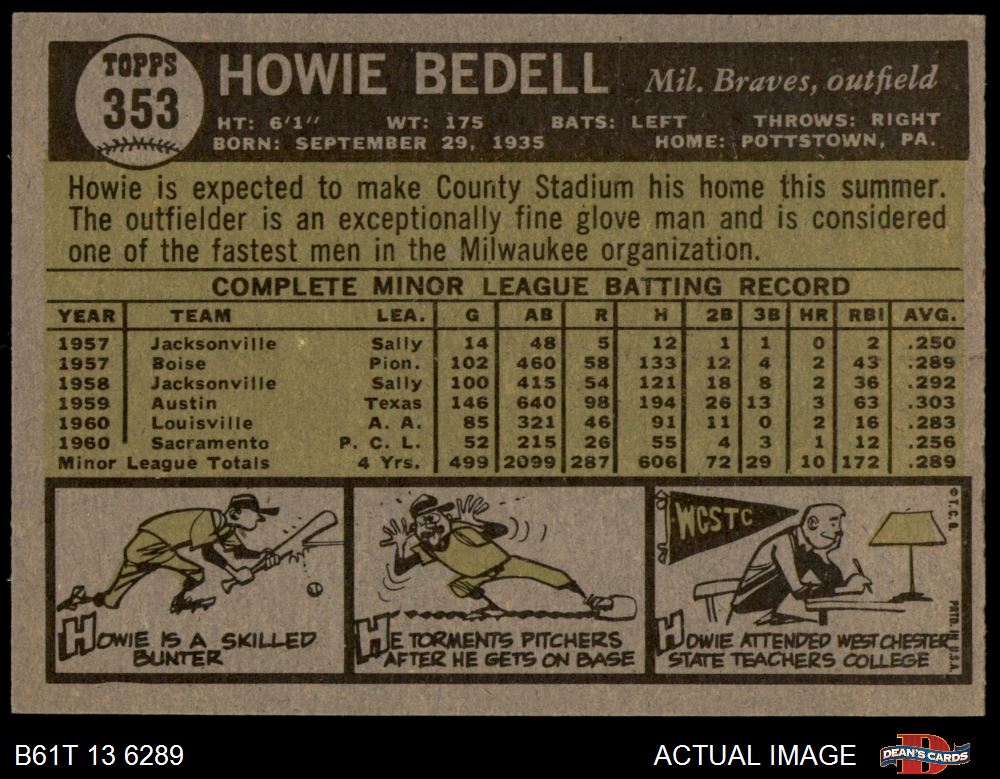 TOPPS
353
HOWIE BEDELL Mil. Braves, outfield
HT: 6'1" WT: 175 BATS: LEFT THROWS: RIGHT
BORN: SEPTEMBER 29, 1935 HOME: POTTSTOWN, PA.
Howie is expected to make County Stadium his home this summer.
The outfielder is an exceptionally fine glove man and is considered
one of the fastest men in the Milwaukee organization.
COMPLETE MINOR LEAGUE BATTING RECORD
YEAR TEAM LEA. G AB R H 2B 3B HR RBI AVG.
1957 Jacksonville Sally 14 48 5 12 1 1 0 2 .250
1957 Boise Pion. 102 460 58 133 12 4 2 43 .289
1958 Jacksonville Sally 100 415 54 121 18 8 2 36 .292
1959 Austin Texas 146 640 98 194 26 13 3 63 .303
1960 Louisville A. A. 85 321 46 91 11 0 2 16 .283
1960 Sacramento P. C. L. 52 215 26 55 4 3 1 12 .256
Minor League Totals 4 Yrs. 499 2099 287 606 72 29 10 172 .289
HOWIE IS A SKILLED
BUNTER
HE TORMENTS PITCHERS
AFTER HE GETS ON BASE
WCSTC
HOWIE ATTENDED WEST CHESTER
STATE TEACHERS COLLEGE
© T. C. G.
PRTD. IN U.S.A.
B61T 13 6289 ACTUAL IMAGE DEAN'S CARDS